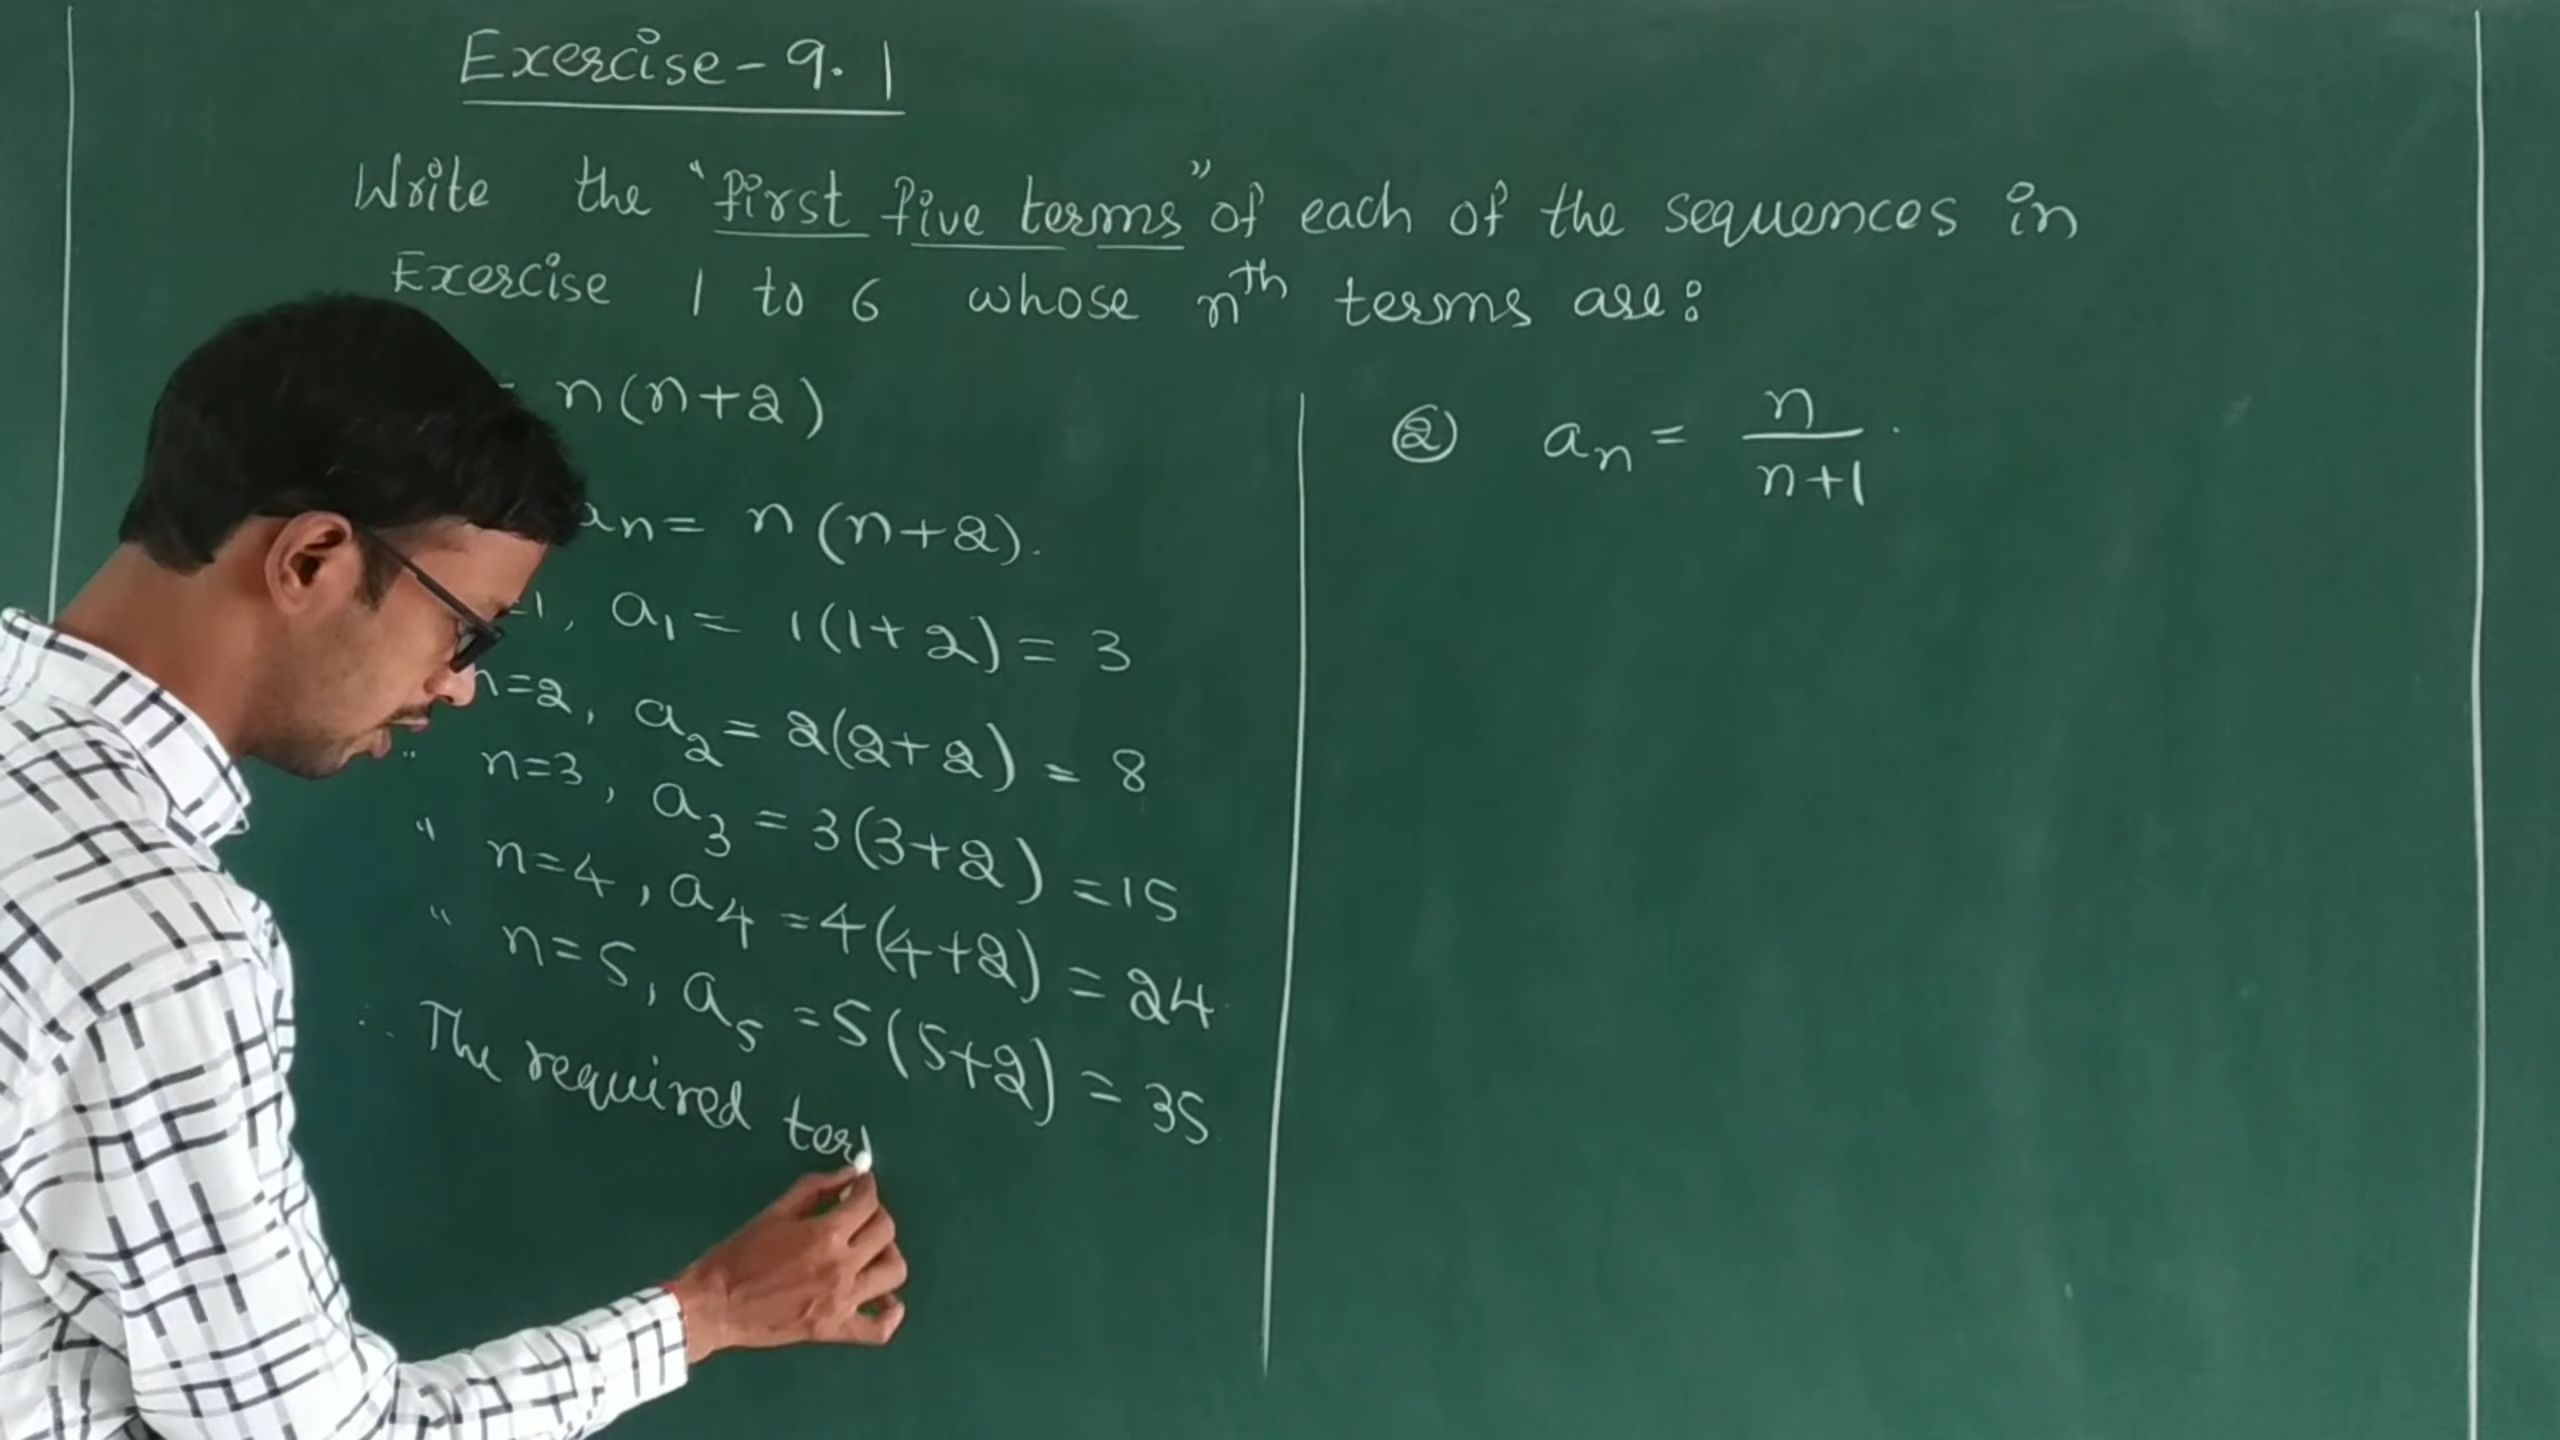 Exercise - 9.1
Write the "first five terms" of each of the sequences in
Exercise 1 to 6 whose nth terms are:
n(n+2)
an = n(n+2).
=1, a1 = 1(1+2) = 3
n=2, a2 = 2(2+2) = 8
" n=3, a3 = 3(3+2) = 15
" n=4, a4 = 4(4+2) = 24
" n=5, a5 = 5(5+2) = 35
∴ The required ter
② an = n/n+1.